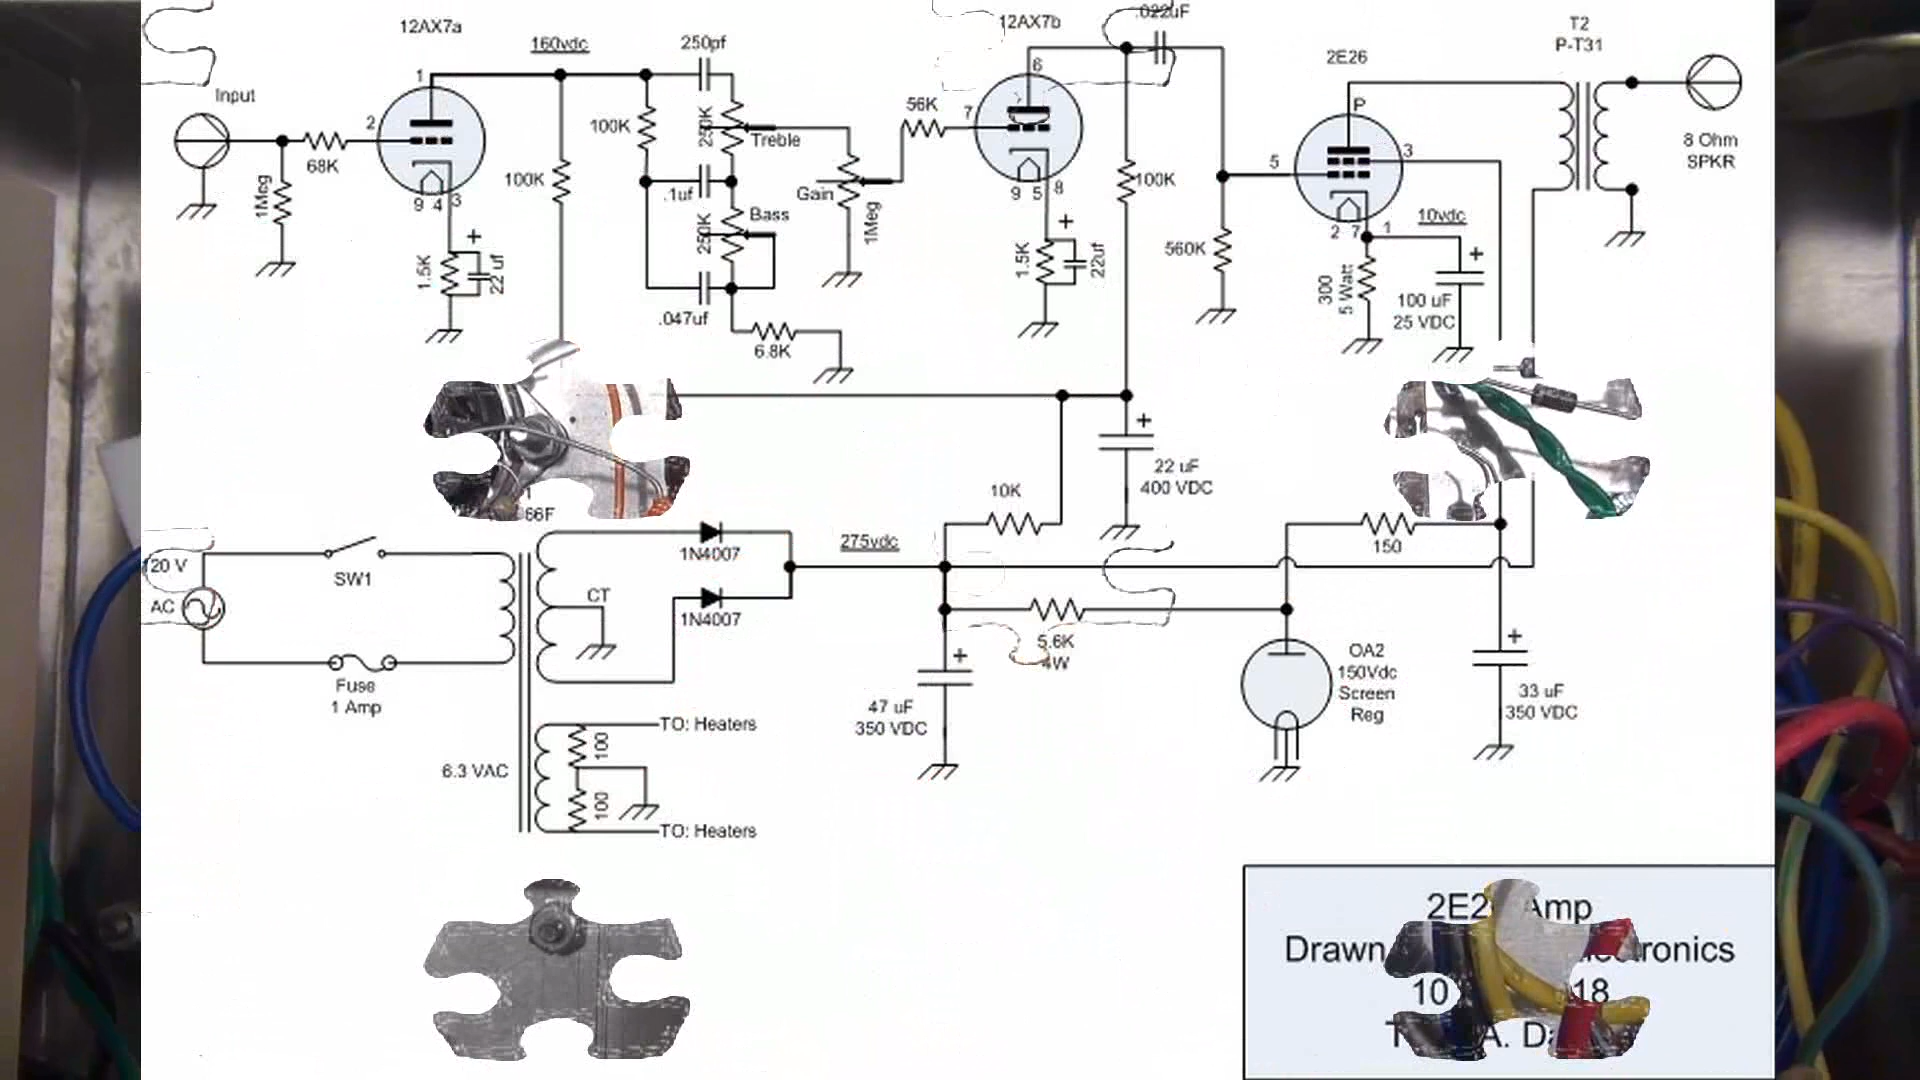 12AX7a
160vdc
250pf
12AX7b
.022uF
T2
P-T31
2E26
Input
1
2
68K
1Meg
9 4 3
+
1.5K
22 uf
100K
100K
250K
Treble
.1uf
Gain
1Meg
Bass
250K
.047uf
6.8K
56K
7
6
9 5 8
+
1.5K
22uf
100K
5
560K
P
3
2 7 1
10vdc
+
300
5 Watt
100 uF
25 VDC
8 Ohm
SPKR
+
22 uF
400 VDC
10K
66F
120 V
AC
SW1
Fuse
1 Amp
CT
1N4007
1N4007
275vdc
150
5.6K
4W
+
47 uF
350 VDC
OA2
150Vdc
Screen
Reg
+
33 uF
350 VDC
6.3 VAC
100
100
TO: Heaters
TO: Heaters
Amp
Drawn
10 18
A.